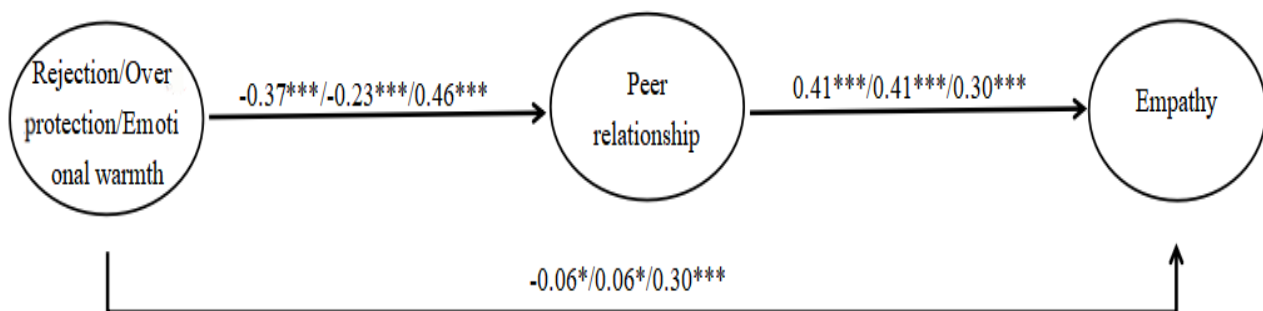 Rejection/Over
protection/Emoti
onal warmth
-0.37***/-0.23***/0.46***
Peer
relationship
0.41***/0.41***/0.30***
Empathy
-0.06*/0.06*/0.30***